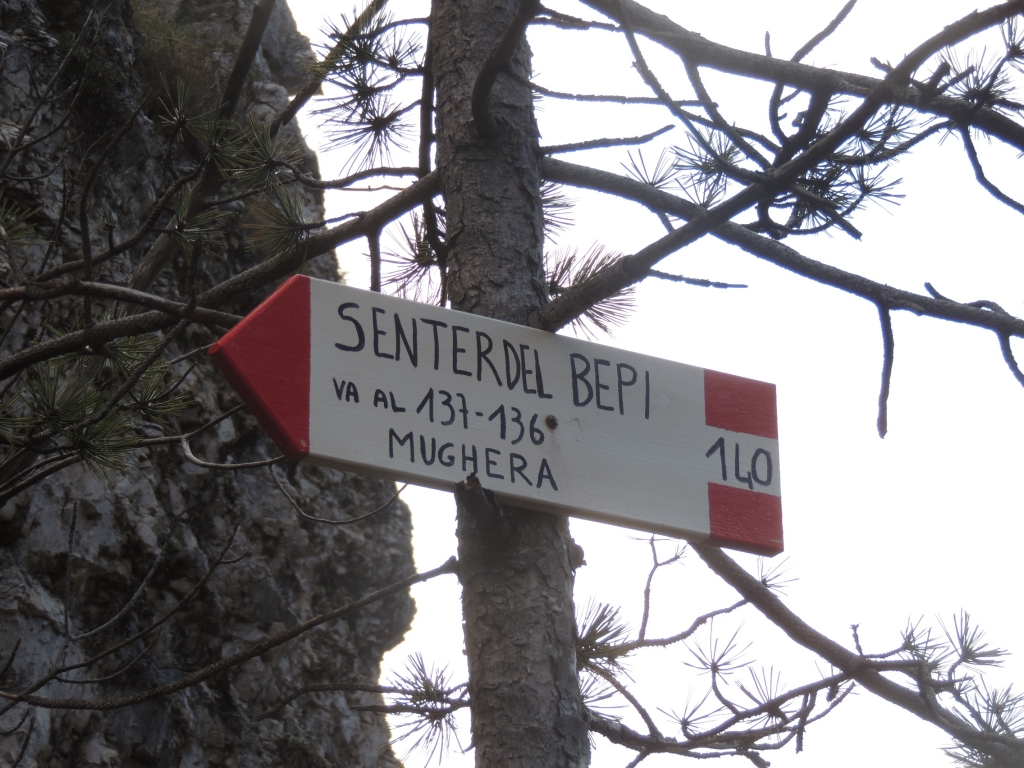 SENTER DEL BEPI
VA AL 137-136
MUGHERA
140